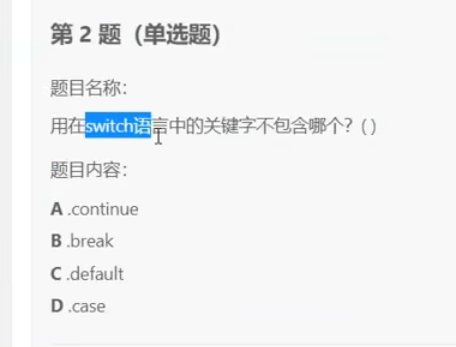 第 2 题（单选题）
题目名称：
用在switch语言中的关键字不包含哪个？( )
题目内容：
A .continue
B .break
C .default
D .case